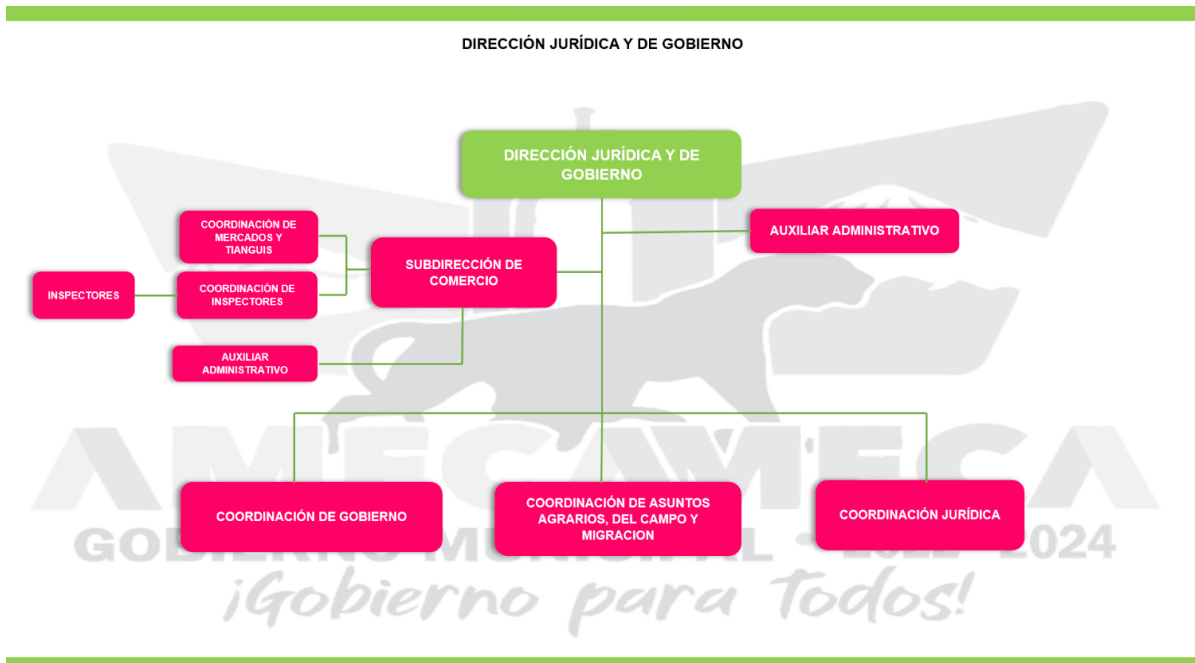 DIRECCIÓN JURÍDICA Y DE GOBIERNO
DIRECCIÓN JURÍDICA Y DE
GOBIERNO
AUXILIAR ADMINISTRATIVO
COORDINACIÓN DE
MERCADOS Y
TIANGUIS
SUBDIRECCIÓN DE
COMERCIO
INSPECTORES
COORDINACIÓN DE
INSPECTORES
AUXILIAR
ADMINISTRATIVO
COORDINACIÓN DE GOBIERNO
COORDINACIÓN DE ASUNTOS
AGRARIOS, DEL CAMPO Y
MIGRACION
COORDINACIÓN JURÍDICA
AMECAMECA
GOBIERNO MUNICIPAL - 2022 - 2024
¡Gobierno para Todos!